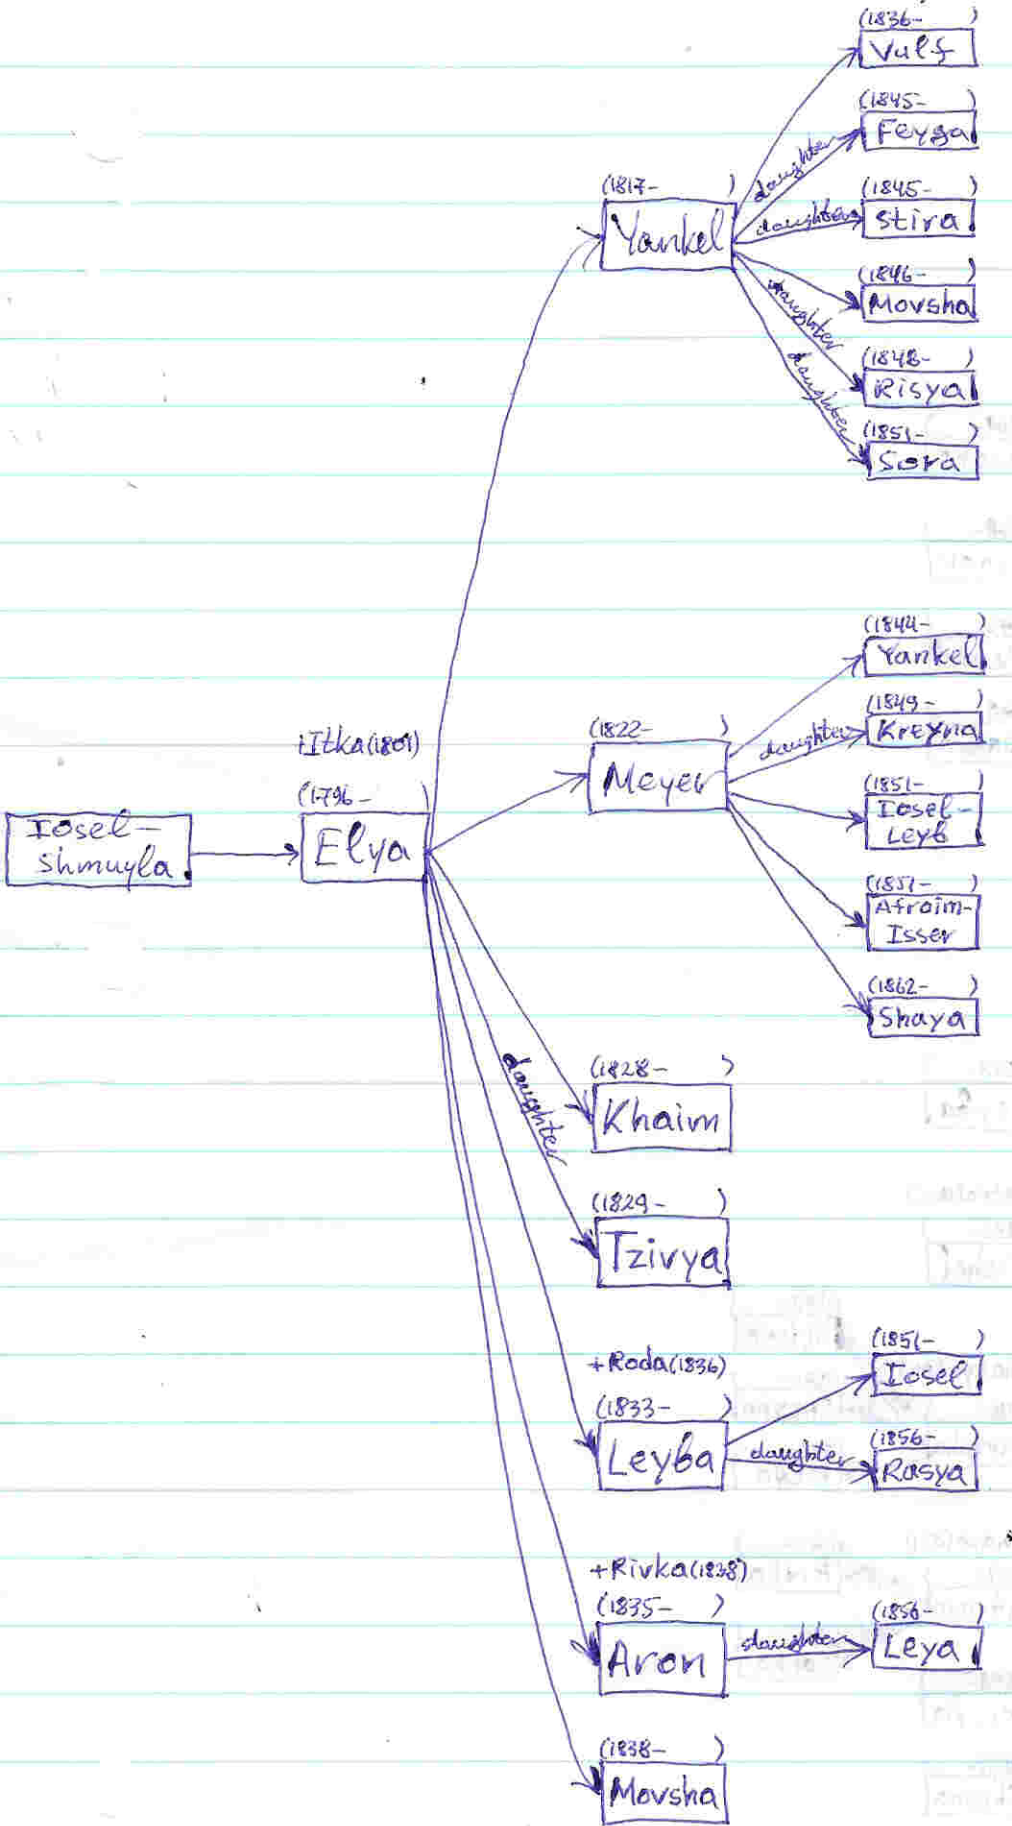 (1836- )
Vulf
(1845- )
Feyga
daughter
(1845- )
Stira
daughter
(1817- )
Yankel
(1846- )
Movsha
daughter
(1848- )
Risya
daughter
(1851- )
Sora
(1844- )
Yankel
(1849- )
Kreyna
daughter
+Itka(1801)
(1796- )
Elya
Iosel-
Shmuyla
(1822- )
Meyer
(1851- )
Iosel-
Leyb
(1851- )
Afroim-
Isser
(1862- )
Shaya
daughter
(1828- )
Khaim
(1829- )
Tzivya
+Roda(1836)
(1833- )
Leyba
(1851- )
Iosel
daughter
(1856- )
Rasya
+Rivka(1838)
(1835- )
Aron
daughter
(1856- )
Leya
(1838- )
Movsha